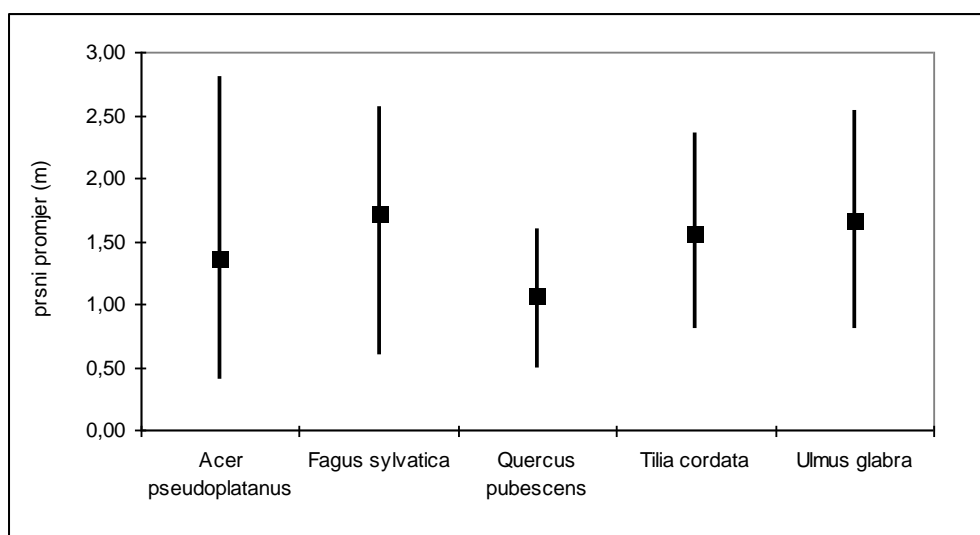 3,00
2,50
2,00
1,50
1,00
0,50
0,00
prsni promjer (m)
Acer
pseudoplatanus
Fagus sylvatica
Quercus
pubescens
Tilia cordata
Ulmus glabra